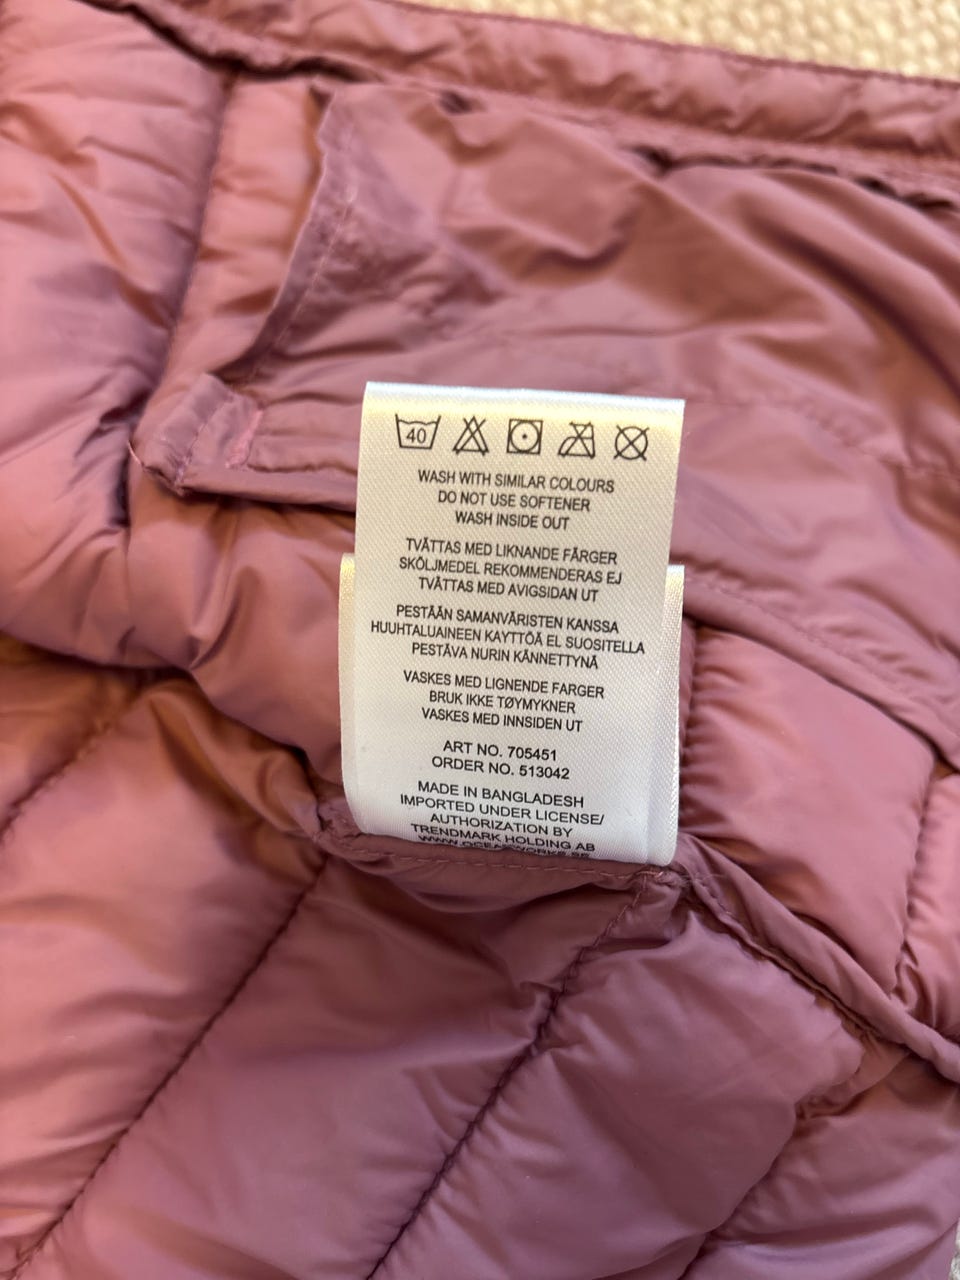 40
WASH WITH SIMILAR COLOURS
DO NOT USE SOFTENER
WASH INSIDE OUT
TVÄTTAS MED LIKNANDE FÄRGER
SKÖLJMEDEL REKOMMENDERAS EJ
TVÄTTAS MED AVIGSIDAN UT
PESTÄÄN SAMANVÄRISTEN KANSSA
HUUHTALUAINEEN KÄYTTÖÄ EI SUOSITELLA
PESTÄVÄ NURIN KÄNNETTYNÄ
VASKES MED LIGNENDE FARGER
BRUK IKKE TØYMYKNER
VASKES MED INNSIDEN UT
ART NO. 705451
ORDER NO. 513042
MADE IN BANGLADESH
IMPORTED UNDER LICENSE/
AUTHORIZATION BY
TRENDMARK HOLDING AB